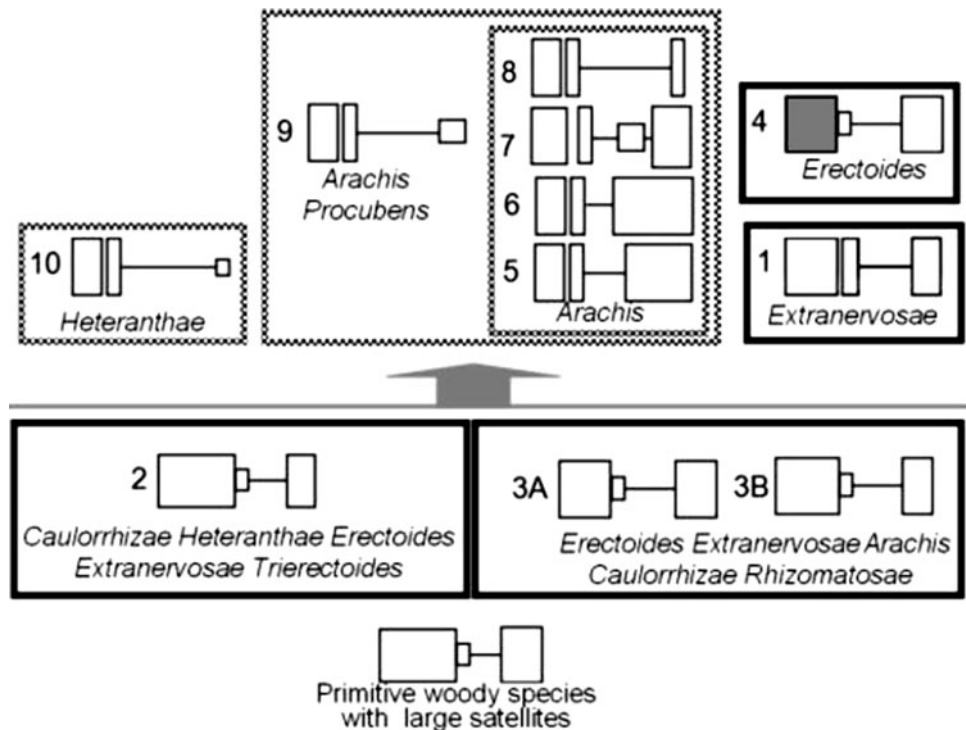 8
9
7
4
Arachis
Procubens
Erectoides
6
10
5
1
Heteranthae
Arachis
Extranervosae
2
3A
3B
Caulorrhizae Heteranthae Erectoides
Extranervosae Trierectoides
Erectoides Extranervosae Arachis
Caulorrhizae Rhizomatosae
Primitive woody species
with large satellites